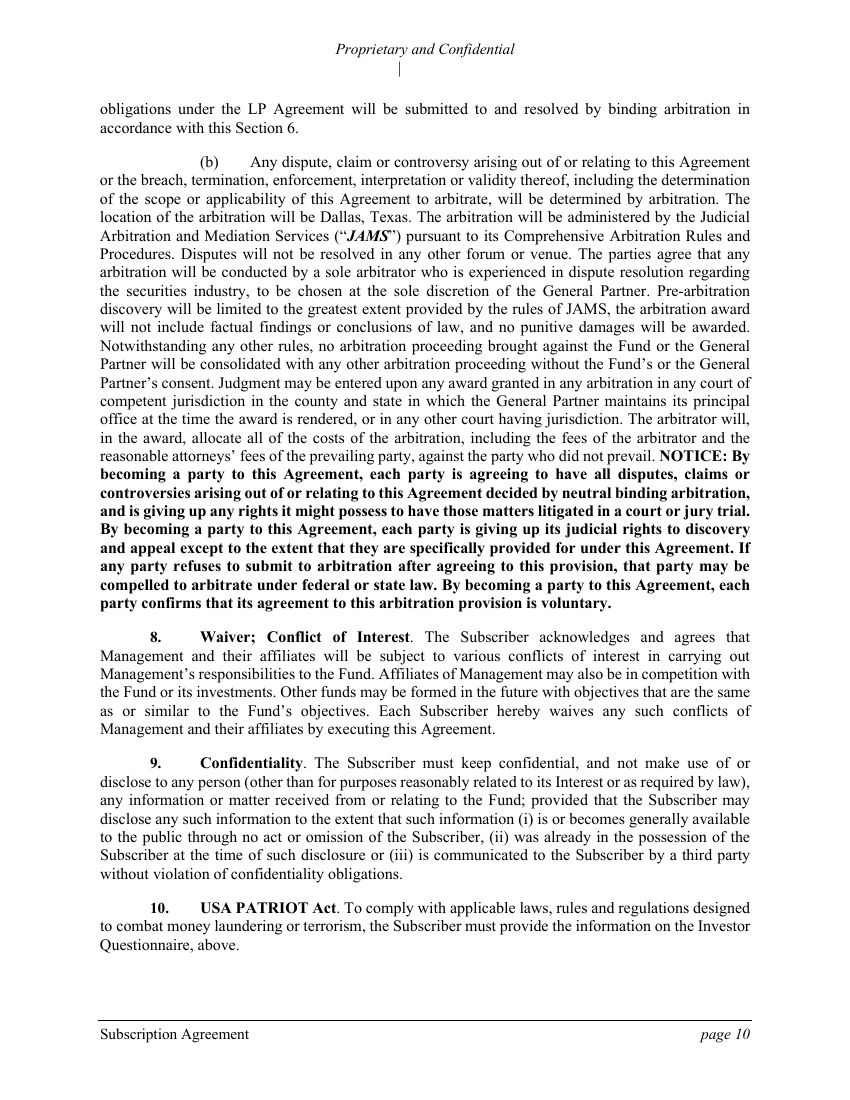 Proprietary and Confidential
|
obligations under the LP Agreement will be submitted to and resolved by binding arbitration in
accordance with this Section 6.
(b) Any dispute, claim or controversy arising out of or relating to this Agreement
or the breach, termination, enforcement, interpretation or validity thereof, including the determination
of the scope or applicability of this Agreement to arbitrate, will be determined by arbitration. The
location of the arbitration will be Dallas, Texas. The arbitration will be administered by the Judicial
Arbitration and Mediation Services (“JAMS”) pursuant to its Comprehensive Arbitration Rules and
Procedures. Disputes will not be resolved in any other forum or venue. The parties agree that any
arbitration will be conducted by a sole arbitrator who is experienced in dispute resolution regarding
the securities industry, to be chosen at the sole discretion of the General Partner. Pre-arbitration
discovery will be limited to the greatest extent provided by the rules of JAMS, the arbitration award
will not include factual findings or conclusions of law, and no punitive damages will be awarded.
Notwithstanding any other rules, no arbitration proceeding brought against the Fund or the General
Partner will be consolidated with any other arbitration proceeding without the Fund’s or the General
Partner’s consent. Judgment may be entered upon any award granted in any arbitration in any court of
competent jurisdiction in the county and state in which the General Partner maintains its principal
office at the time the award is rendered, or in any other court having jurisdiction. The arbitrator will,
in the award, allocate all of the costs of the arbitration, including the fees of the arbitrator and the
reasonable attorneys’ fees of the prevailing party, against the party who did not prevail. NOTICE: By
becoming a party to this Agreement, each party is agreeing to have all disputes, claims or
controversies arising out of or relating to this Agreement decided by neutral binding arbitration,
and is giving up any rights it might possess to have those matters litigated in a court or jury trial.
By becoming a party to this Agreement, each party is giving up its judicial rights to discovery
and appeal except to the extent that they are specifically provided for under this Agreement. If
any party refuses to submit to arbitration after agreeing to this provision, that party may be
compelled to arbitrate under federal or state law. By becoming a party to this Agreement, each
party confirms that its agreement to this arbitration provision is voluntary.
8. Waiver; Conflict of Interest. The Subscriber acknowledges and agrees that
Management and their affiliates will be subject to various conflicts of interest in carrying out
Management’s responsibilities to the Fund. Affiliates of Management may also be in competition with
the Fund or its investments. Other funds may be formed in the future with objectives that are the same
as or similar to the Fund’s objectives. Each Subscriber hereby waives any such conflicts of
Management and their affiliates by executing this Agreement.
9. Confidentiality. The Subscriber must keep confidential, and not make use of or
disclose to any person (other than for purposes reasonably related to its Interest or as required by law),
any information or matter received from or relating to the Fund; provided that the Subscriber may
disclose any such information to the extent that such information (i) is or becomes generally available
to the public through no act or omission of the Subscriber, (ii) was already in the possession of the
Subscriber at the time of such disclosure or (iii) is communicated to the Subscriber by a third party
without violation of confidentiality obligations.
10. USA PATRIOT Act. To comply with applicable laws, rules and regulations designed
to combat money laundering or terrorism, the Subscriber must provide the information on the Investor
Questionnaire, above.
Subscription Agreement page 10